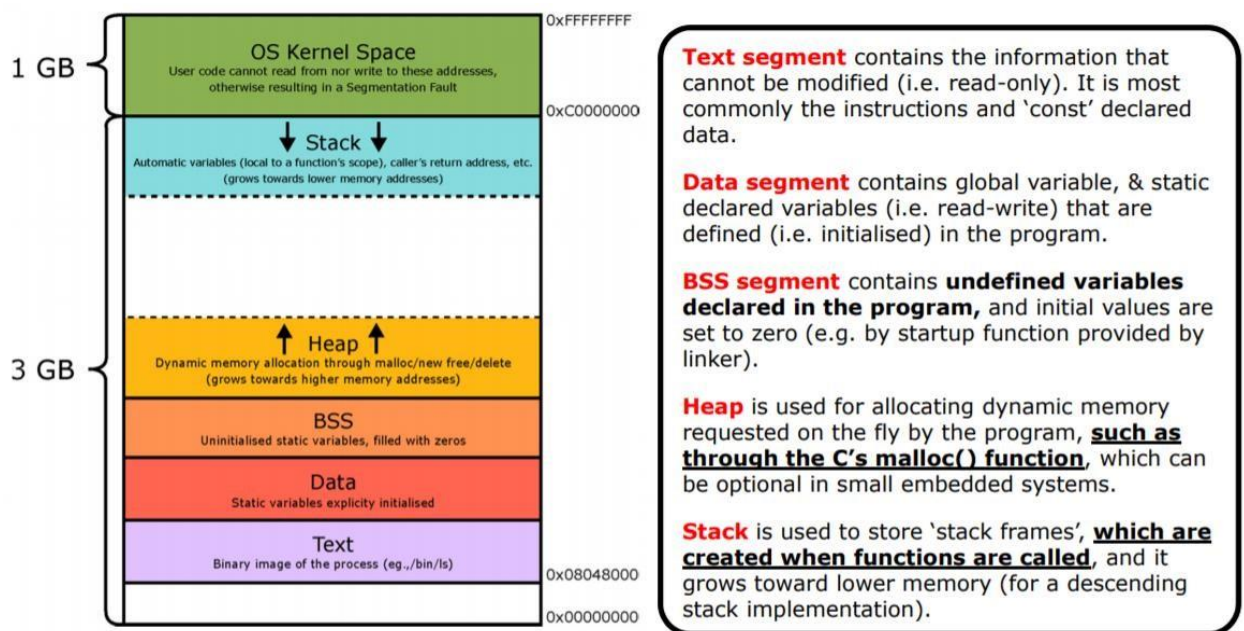 0xFFFFFFFF
1 GB
OS Kernel Space
User code cannot read from nor write to these addresses,
otherwise resulting in a Segmentation Fault
0xC0000000
Stack
Automatic variables (local to a function's scope), caller's return address, etc.
(grows towards lower memory addresses)
3 GB
Heap
Dynamic memory allocation through malloc/new free/delete
(grows towards higher memory addresses)
BSS
Uninitialised static variables, filled with zeros
Data
Static variables explicity initialised
Text
Binary image of the process (eg.,/bin/ls)
0x08048000
0x00000000
Text segment contains the information that
cannot be modified (i.e. read-only). It is most
commonly the instructions and ‘const’ declared
data.
Data segment contains global variable, & static
declared variables (i.e. read-write) that are
defined (i.e. initialised) in the program.
BSS segment contains undefined variables
declared in the program, and initial values are
set to zero (e.g. by startup function provided by
linker).
Heap is used for allocating dynamic memory
requested on the fly by the program, such as
through the C’s malloc() function, which can
be optional in small embedded systems.
Stack is used to store ‘stack frames’, which are
created when functions are called, and it
grows toward lower memory (for a descending
stack implementation).